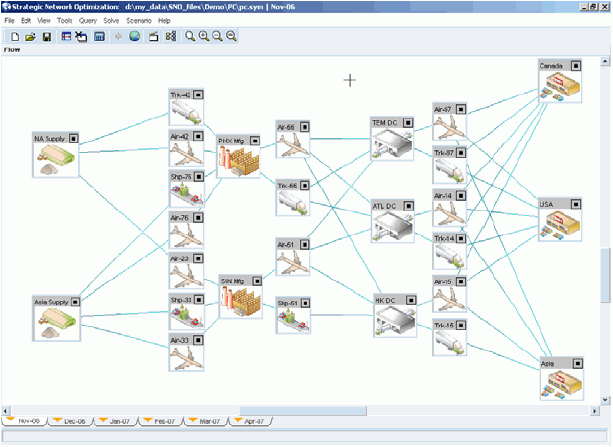 Strategic Network Optimization: d:\my_data\SNO_files\Demo\PC\pc.sym | Nov-06
File Edit View Tools Query Solve Scenario Help
Flow
Canada
Trk-42
Air-87
Air-66
TEM DC
NA Supply
Air-42
PHX Mfg
Trk-87
Shp-76
Trk-66
Air-14
ATL DC
USA
Air-76
Trk-14
Air-51
Air-23
SIN Mfg
Air-15
Asia Supply
Shp-33
Shp-51
HK DC
Trk-15
Air-33
Asia
Nov-06 Dec-06 Jan-07 Feb-07 Mar-07 Apr-07